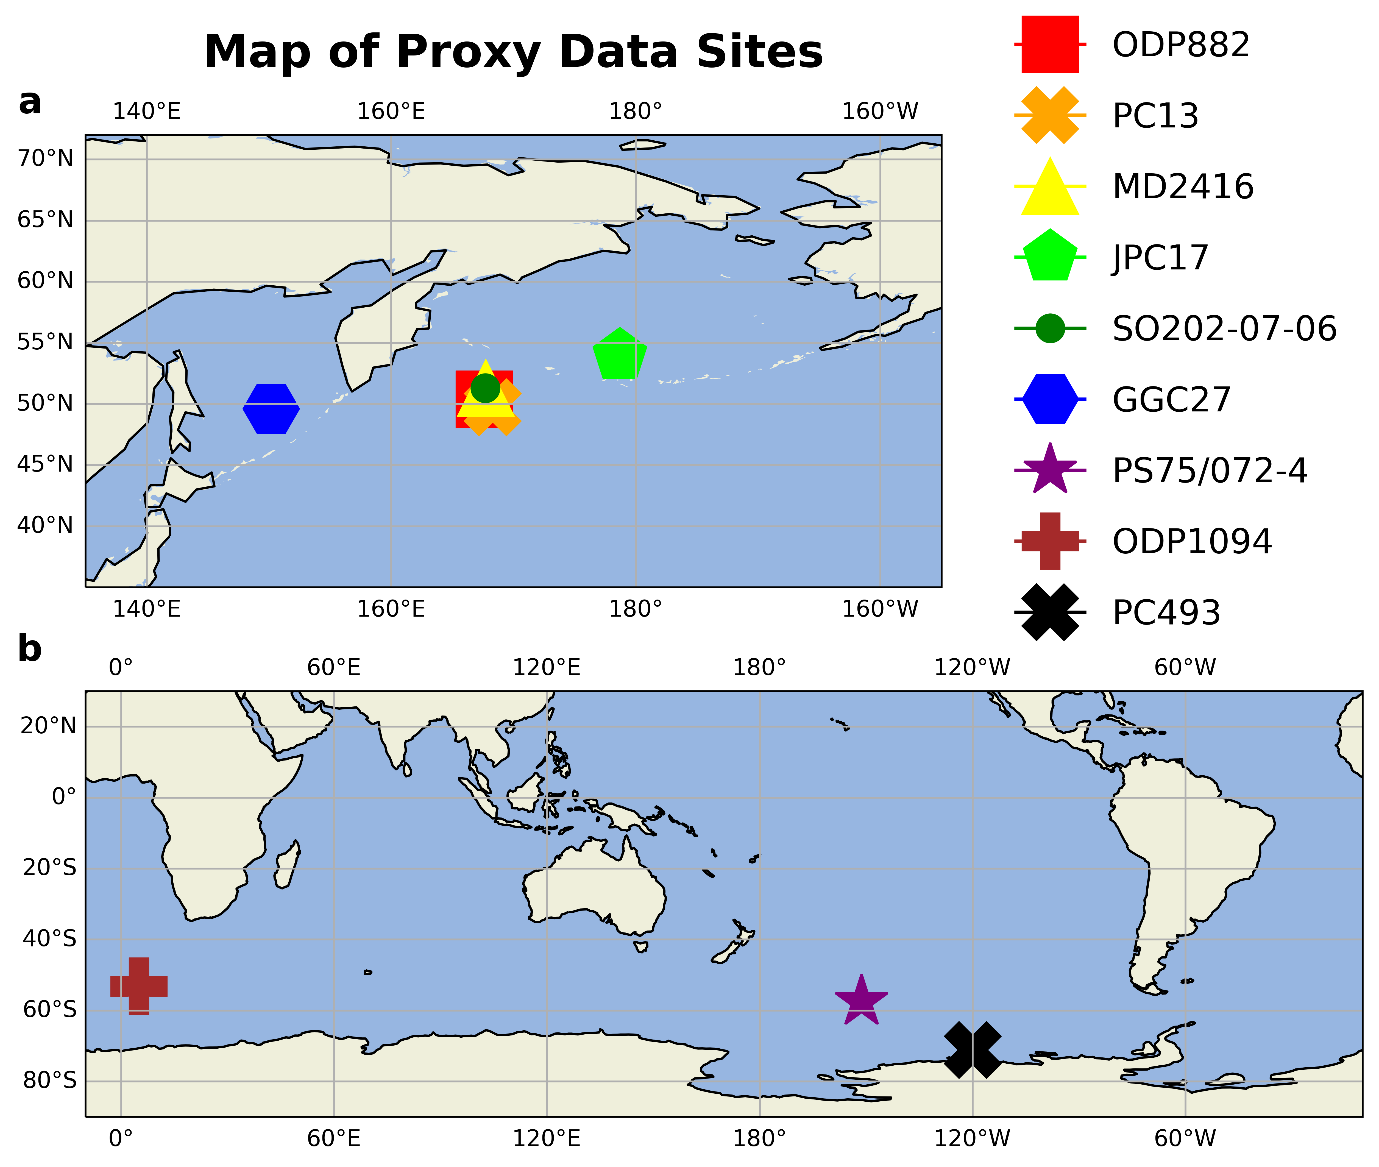 Map of Proxy Data Sites
a
140°E 160°E 180° 160°W
70°N
65°N
60°N
55°N
50°N
45°N
40°N
140°E 160°E 180° 160°W
ODP882
PC13
MD2416
JPC17
SO202-07-06
GGC27
PS75/072-4
ODP1094
PC493
b
0° 60°E 120°E 180° 120°W 60°W
20°N
0°
20°S
40°S
60°S
80°S
0° 60°E 120°E 180° 120°W 60°W